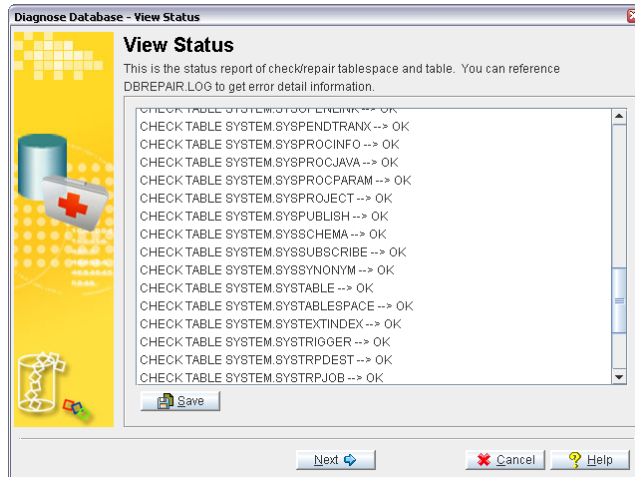 Diagnose Database - View Status
View Status
This is the status report of check/repair tablespace and table. You can reference
DBREPAIR.LOG to get error detail information.
CHECK TABLE SYSTEM.SYSOPENLINK --> OK
CHECK TABLE SYSTEM.SYSPENDTRANX --> OK
CHECK TABLE SYSTEM.SYSPROCINFO --> OK
CHECK TABLE SYSTEM.SYSPROCJAVA --> OK
CHECK TABLE SYSTEM.SYSPROCPARAM --> OK
CHECK TABLE SYSTEM.SYSPROJECT --> OK
CHECK TABLE SYSTEM.SYSPUBLISH --> OK
CHECK TABLE SYSTEM.SYSSCHEMA --> OK
CHECK TABLE SYSTEM.SYSSUBSCRIBE --> OK
CHECK TABLE SYSTEM.SYSSYNONYM --> OK
CHECK TABLE SYSTEM.SYSTABLE --> OK
CHECK TABLE SYSTEM.SYSTABLESPACE --> OK
CHECK TABLE SYSTEM.SYSTEXTINDEX --> OK
CHECK TABLE SYSTEM.SYSTRIGGER --> OK
CHECK TABLE SYSTEM.SYSTRPDEST --> OK
CHECK TABLE SYSTEM.SYSTRPJOB --> OK
Save
Next
Cancel
Help